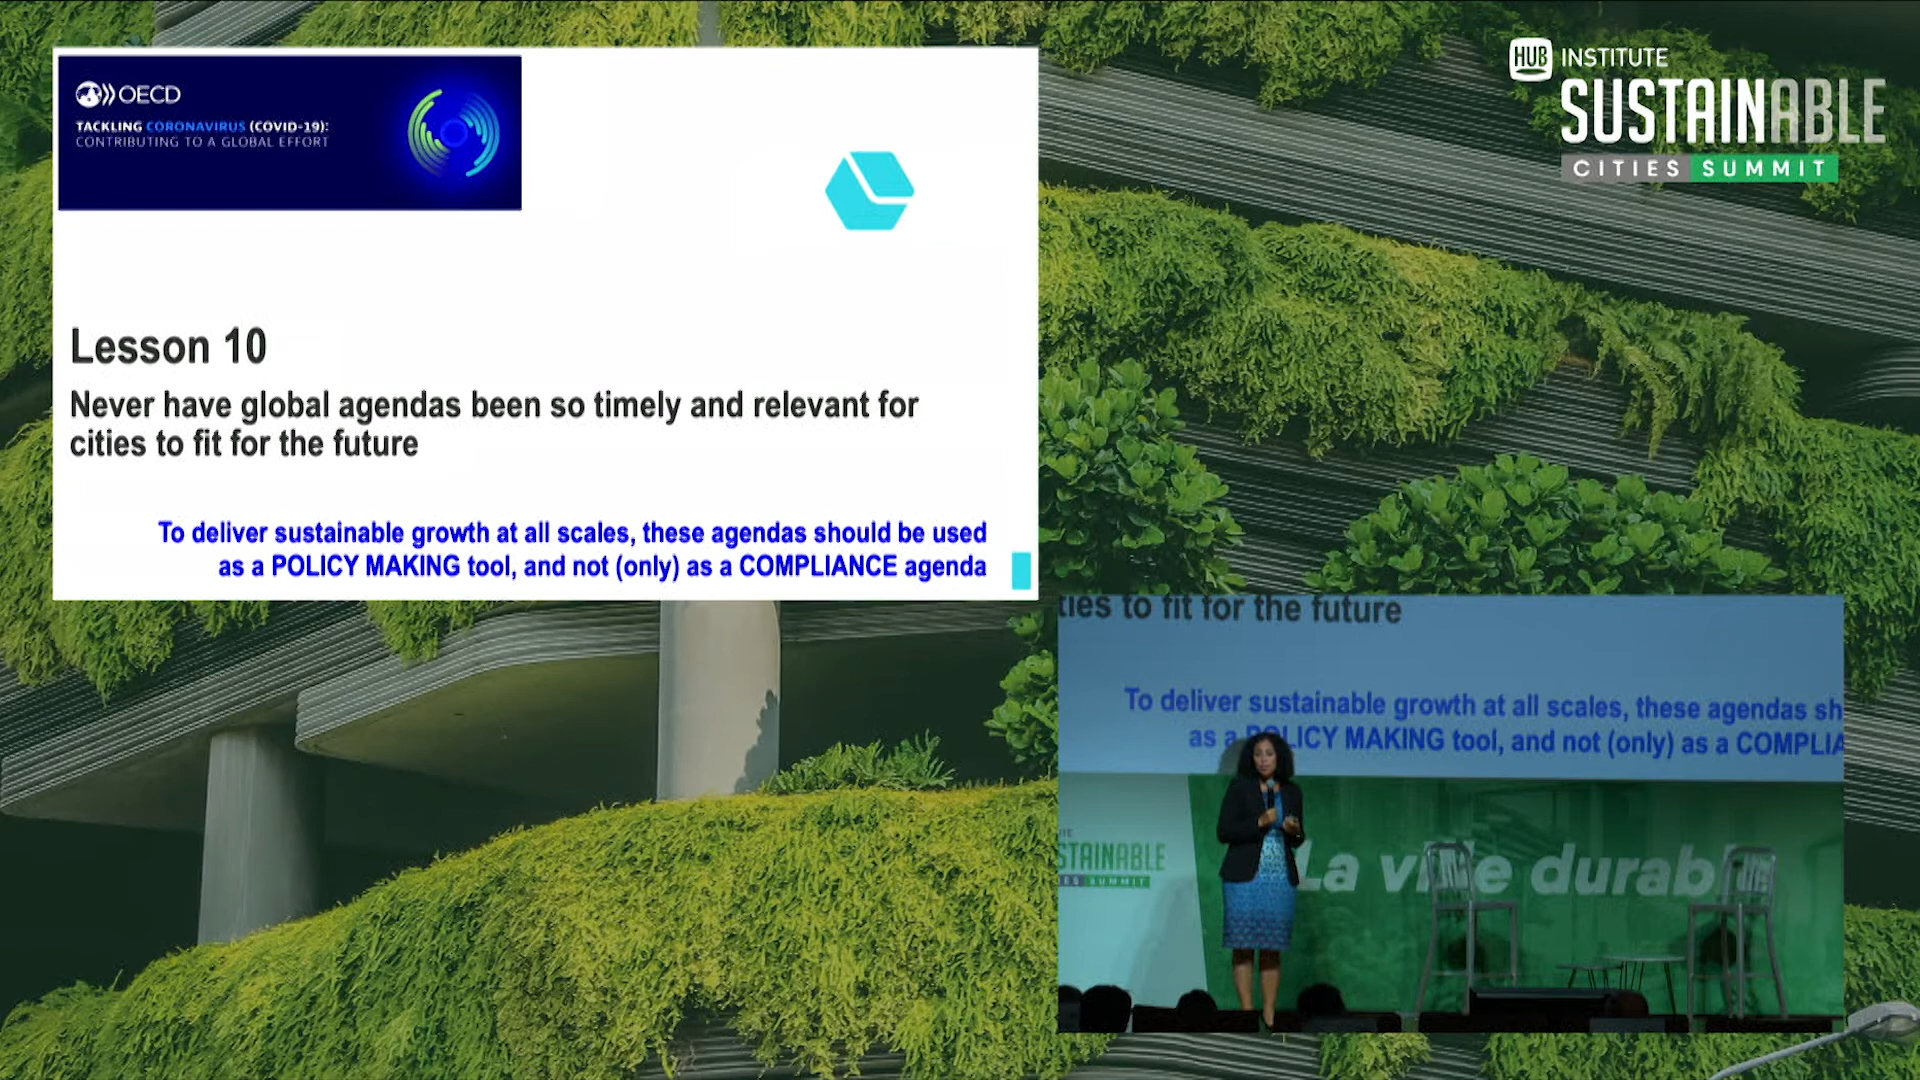 OECD
TACKLING CORONAVIRUS (COVID-19):
CONTRIBUTING TO A GLOBAL EFFORT
Lesson 10
Never have global agendas been so timely and relevant for
cities to fit for the future
To deliver sustainable growth at all scales, these agendas should be used
as a POLICY MAKING tool, and not (only) as a COMPLIANCE agenda
HUB INSTITUTE
SUSTAINABLE
CITIES SUMMIT
ties to fit for the future
To deliver sustainable growth at all scales, these agendas sh
as a POLICY MAKING tool, and not (only) as a COMPLIA
STAINABLE
IES SUMMIT
La ville durable